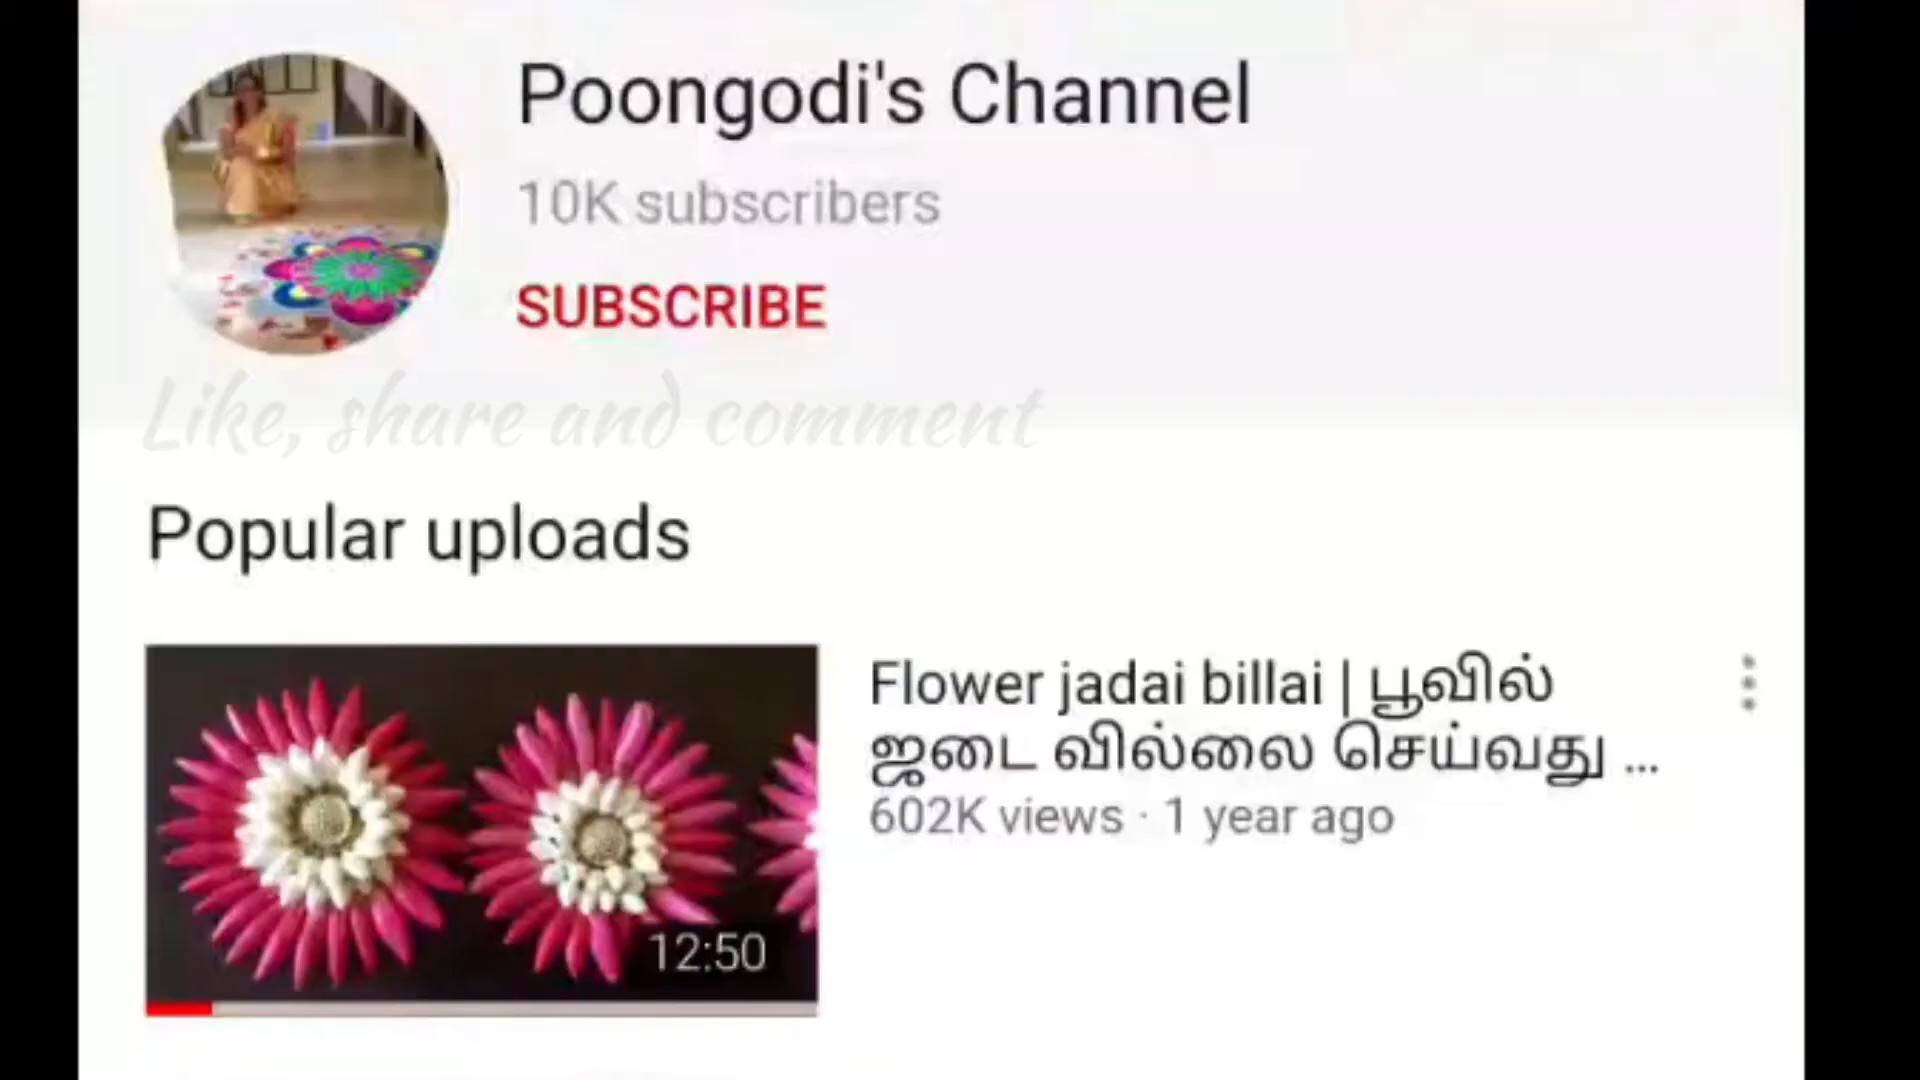 Poongodi's Channel
10K subscribers
SUBSCRIBE
Like, share and comment
Popular uploads
Flower jadai billai | பூவில்
ஜடை வில்லை செய்வது ...
602K views · 1 year ago
12:50